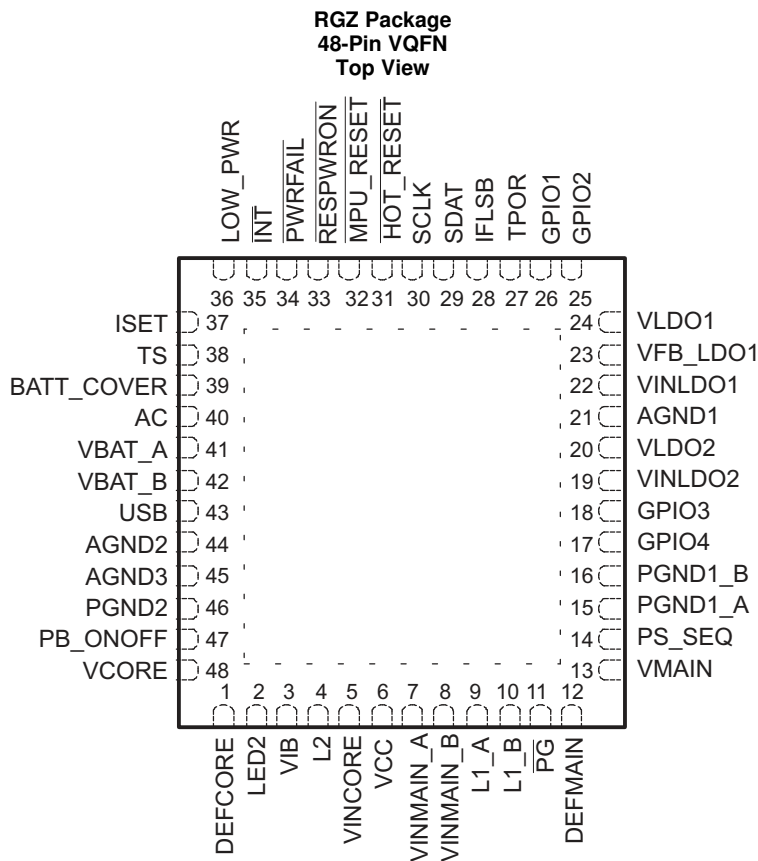 RGZ Package
48-Pin VQFN
Top View
LOW_PWR
INT
PWRFAIL
RESPWRON
MPU_RESET
HOT_RESET
SCLK
SDAT
IFLSB
TPOR
GPIO1
GPIO2
36 35 34 33 32 31 30 29 28 27 26 25
ISET 37
TS 38
BATT_COVER 39
AC 40
VBAT_A 41
VBAT_B 42
USB 43
AGND2 44
AGND3 45
PGND2 46
PB_ONOFF 47
VCORE 48
24 VLDO1
23 VFB_LDO1
22 VINLDO1
21 AGND1
20 VLDO2
19 VINLDO2
18 GPIO3
17 GPIO4
16 PGND1_B
15 PGND1_A
14 PS_SEQ
13 VMAIN
1 2 3 4 5 6 7 8 9 10 11 12
DEFCORE
LED2
VIB
L2
VINCORE
VCC
VINMAIN_A
VINMAIN_B
L1_A
L1_B
PG
DEFMAIN